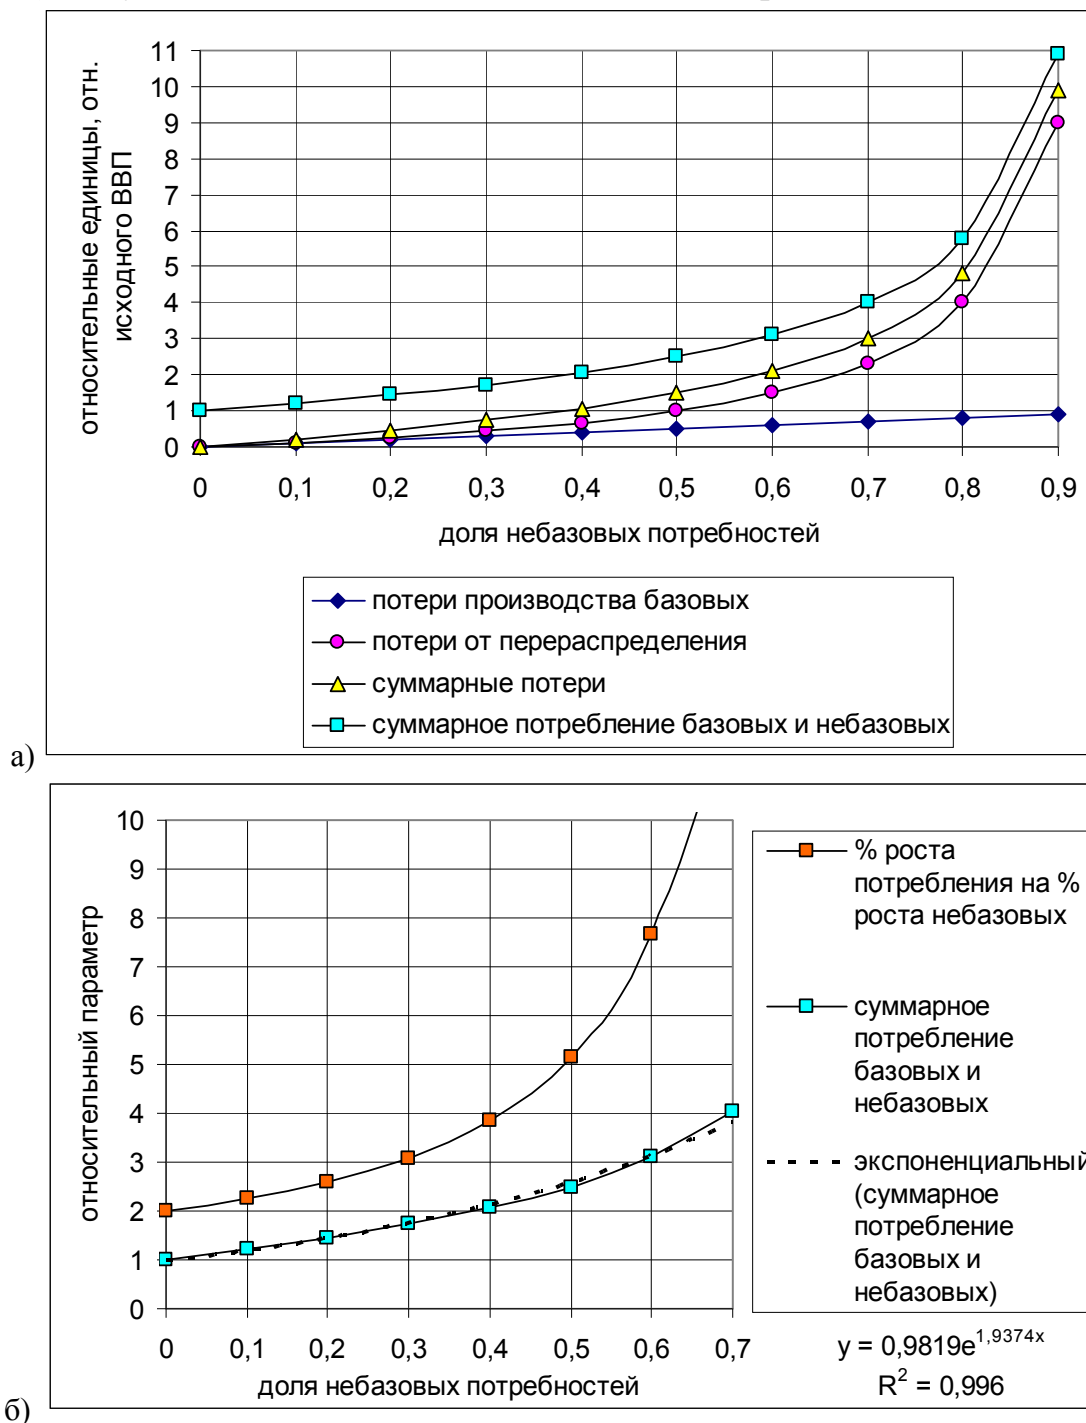 11
10
9
8
7
6
5
4
3
2
1
0
относительные единицы, отн.
исходного ВВП
0 0,1 0,2 0,3 0,4 0,5 0,6 0,7 0,8 0,9
доля небазовых потребностей
потери производства базовых
потери от перераспределения
суммарные потери
суммарное потребление базовых и небазовых
а)
10
9
8
7
6
5
4
3
2
1
0
относительный параметр
0 0,1 0,2 0,3 0,4 0,5 0,6 0,7
доля небазовых потребностей
% роста
потребления на %
роста небазовых
суммарное
потребление
базовых и
небазовых
экспоненциальный
(суммарное
потребление
базовых и
небазовых)
y = 0,9819e^1,9374x
R² = 0,996
б)